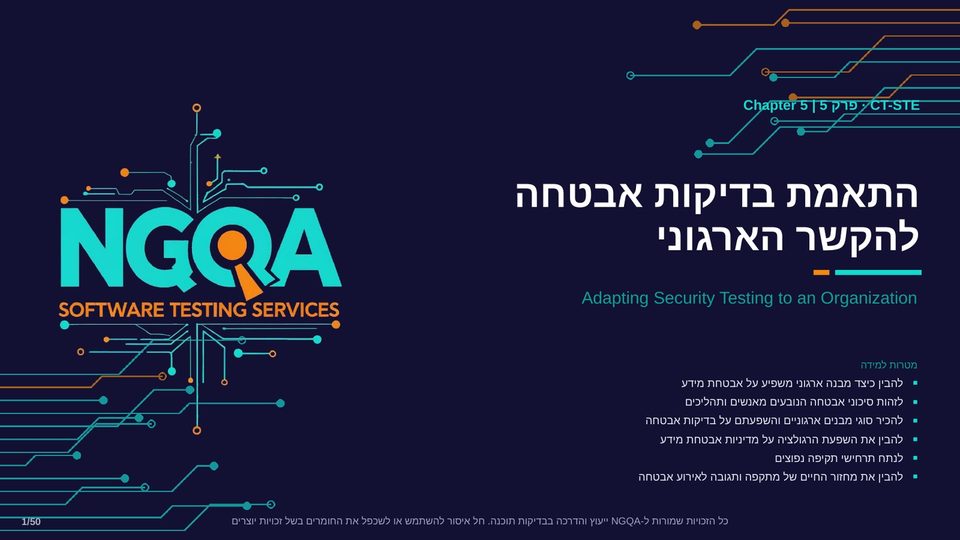 CT-STE · פרק 5 | Chapter 5
התאמת בדיקות אבטחה
להקשר הארגוני
Adapting Security Testing to an Organization
NGQA
SOFTWARE TESTING SERVICES
מטרות למידה
להבין כיצד מבנה ארגוני משפיע על אבטחת מידע
לזהות סיכוני אבטחה הנובעים מאנשים ותהליכים
להכיר סוגי מבנים ארגוניים והשפעתם על בדיקות אבטחה
להבין את השפעת הרגולציה על מדיניות אבטחת מידע
לנתח תרחישי תקיפה נפוצים
להבין את מחזור החיים של מתקפה ותגובה לאירוע אבטחה
כל הזכויות שמורות ל-NGQA ייעוץ והדרכה בבדיקות תוכנה. חל איסור להשתמש או לשכפל את החומרים בשל זכויות יוצרים
1/50